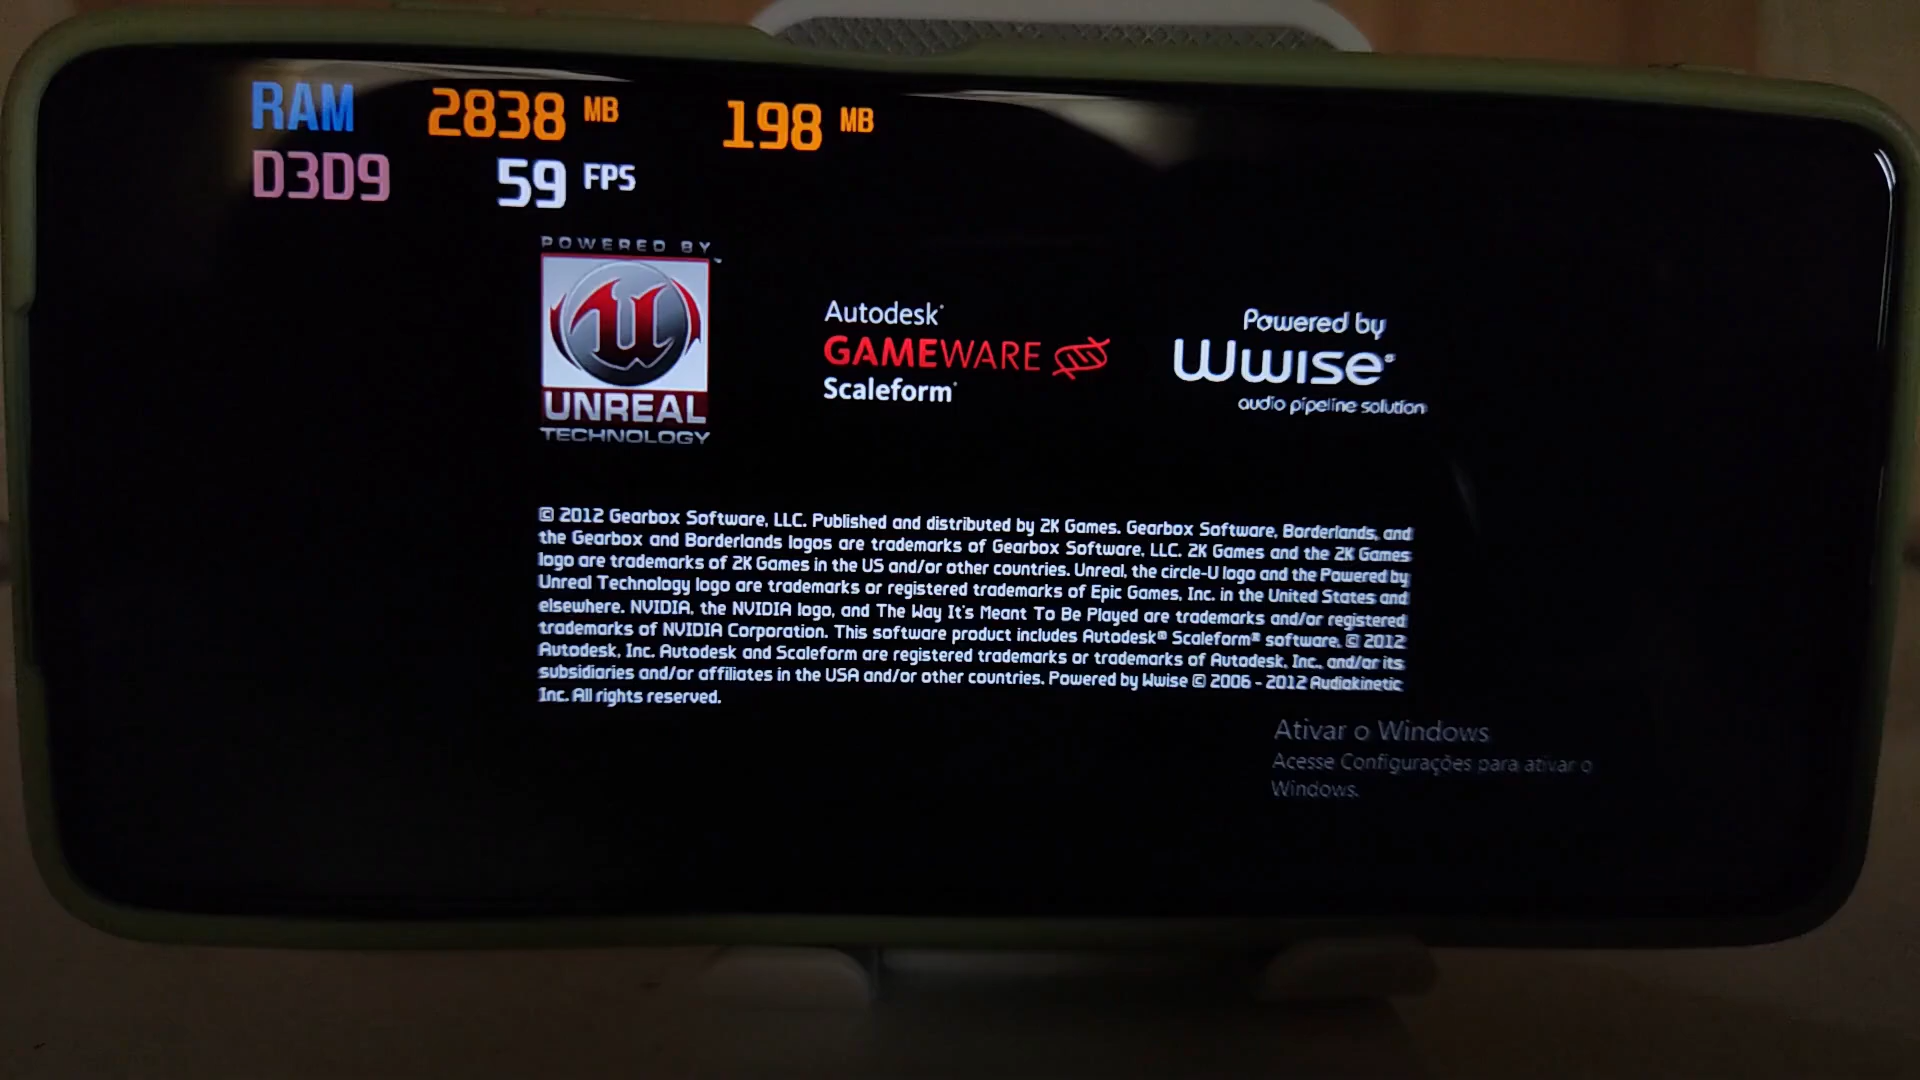 RAM 2838 MB 198 MB
D3D9 59 FPS
POWERED BY
UNREAL
TECHNOLOGY
Autodesk
GAMEWARE
Scaleform
Powered by
Wwise
audio pipeline solution
© 2012 Gearbox Software, LLC. Published and distributed by 2K Games. Gearbox Software, Borderlands, and
the Gearbox and Borderlands logos are trademarks of Gearbox Software, LLC. 2K Games and the 2K Games
logo are trademarks of 2K Games in the US and/or other countries. Unreal, the circle-U logo and the Powered by
Unreal Technology logo are trademarks or registered trademarks of Epic Games, Inc. in the United States and
elsewhere. NVIDIA, the NVIDIA logo, and The Way It's Meant To Be Played are trademarks and/or registered
trademarks of NVIDIA Corporation. This software product includes Autodesk® Scaleform® software, © 2012
Autodesk, Inc. Autodesk and Scaleform are registered trademarks or trademarks of Autodesk, Inc., and/or its
subsidiaries and/or affiliates in the USA and/or other countries. Powered by Wwise © 2006 - 2012 Audiokinetic
Inc. All rights reserved.
Ativar o Windows
Acesse Configurações para ativar o
Windows.